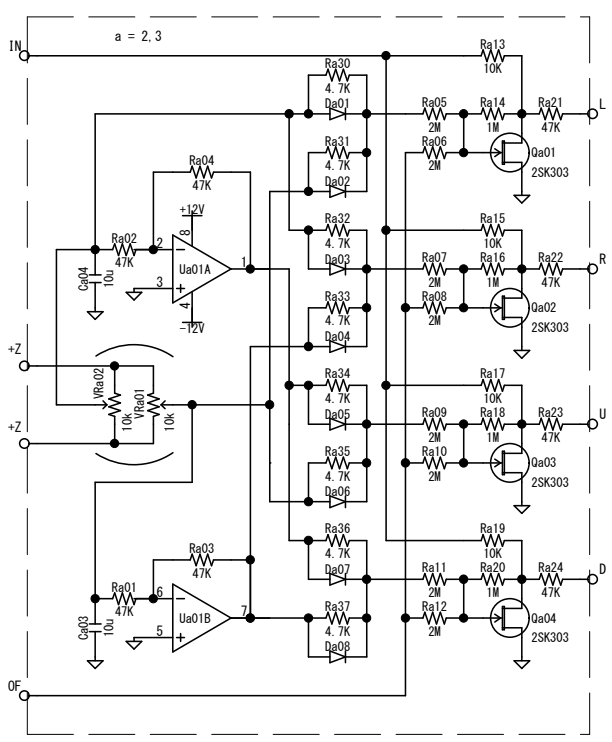 a = 2,3
IN
Ra13
10K
Ra30
4.7K
Da01
Ra05
2M
Ra14
1M
Ra21
47K
L
Ra31
4.7K
Da02
Ra06
2M
Qa01
2SK303
Ra04
47K
+12V
8
Ra02
47K
2
3
1
Ua01A
4
-12V
Ca04
10u
Ra32
4.7K
Da03
Ra15
10K
Ra07
2M
Ra16
1M
Ra22
47K
R
Ra33
4.7K
Da04
Ra08
2M
Qa02
2SK303
+Z
+Z
VRa02
10k
VRa01
10k
Ra34
4.7K
Da05
Ra17
10K
Ra09
2M
Ra18
1M
Ra23
47K
U
Ra35
4.7K
Da06
Ra10
2M
Qa03
2SK303
Ra03
47K
Ra01
47K
6
5
7
Ua01B
Ca03
10u
Ra36
4.7K
Da07
Ra19
10K
Ra11
2M
Ra20
1M
Ra24
47K
D
Ra37
4.7K
Da08
Ra12
2M
Qa04
2SK303
OF